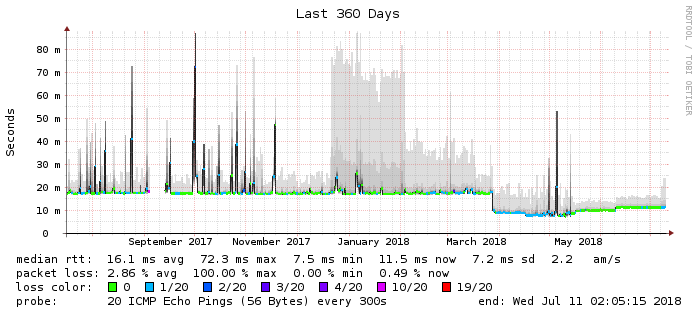 Last 360 Days
RRDTOOL / TOBI OETIKER
Seconds
80 m
70 m
60 m
50 m
40 m
30 m
20 m
10 m
0
September 2017 November 2017 January 2018 March 2018 May 2018
median rtt: 16.1 ms avg 72.3 ms max 7.5 ms min 11.5 ms now 7.2 ms sd 2.2 am/s
packet loss: 2.86 % avg 100.00 % max 0.00 % min 0.49 % now
loss color: 0 1/20 2/20 3/20 4/20 10/20 19/20
probe: 20 ICMP Echo Pings (56 Bytes) every 300s end: Wed Jul 11 02:05:15 2018